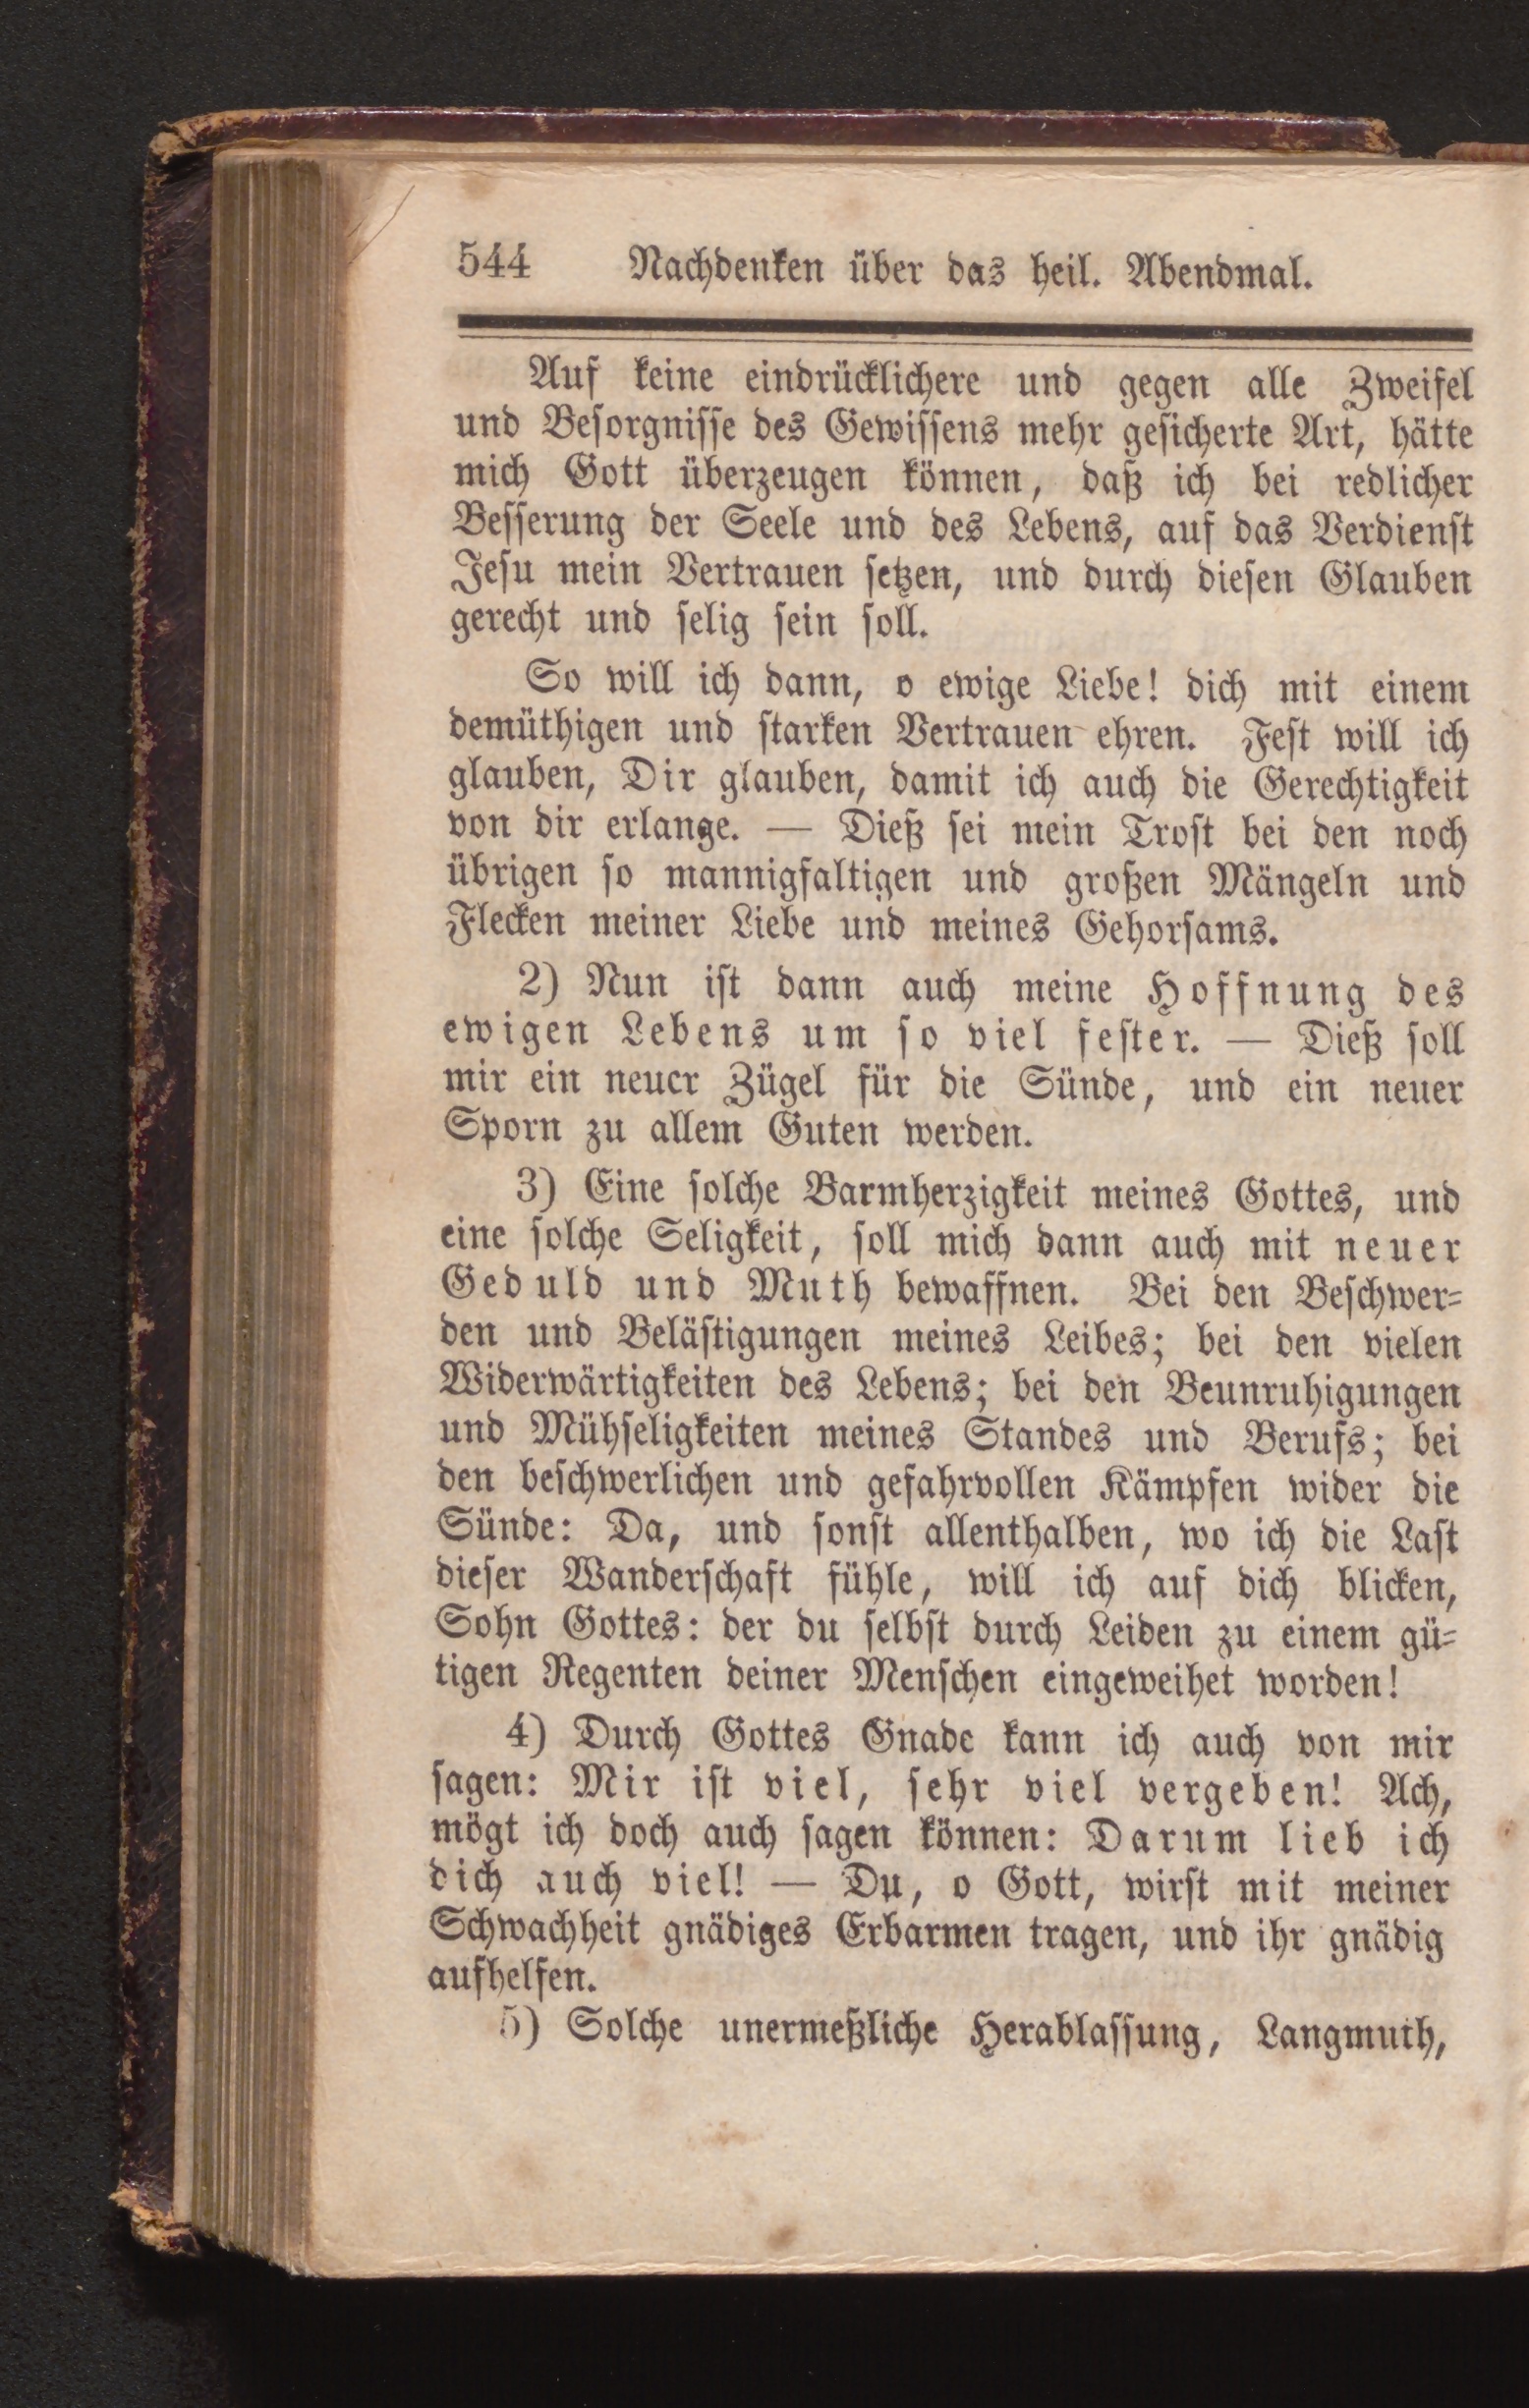 544 Nachdenken über das heil. Abendmal.
Auf keine eindrücklichere und gegen alle Zweifel
und Besorgnisse des Gewissens mehr gesicherte Art, hätte
mich Gott überzeugen können, daß ich bei redlicher
Besserung der Seele und des Lebens, auf das Verdienst
Jesu mein Vertrauen setzen, und durch diesen Glauben
gerecht und selig sein soll.
So will ich dann, o ewige Liebe! dich mit einem
demüthigen und starken Vertrauen ehren. Fest will ich
glauben, Dir glauben, damit ich auch die Gerechtigkeit
von dir erlange. — Dieß sei mein Trost bei den noch
übrigen so mannigfaltigen und großen Mängeln und
Flecken meiner Liebe und meines Gehorsams.
2) Nun ist dann auch meine Hoffnung des
ewigen Lebens um so viel fester. — Dieß soll
mir ein neuer Zügel für die Sünde, und ein neuer
Sporn zu allem Guten werden.
3) Eine solche Barmherzigkeit meines Gottes, und
eine solche Seligkeit, soll mich dann auch mit neuer
Geduld und Muth bewaffnen. Bei den Beschwer-
den und Belästigungen meines Leibes; bei den vielen
Widerwärtigkeiten des Lebens; bei den Beunruhigungen
und Mühseligkeiten meines Standes und Berufs; bei
den beschwerlichen und gefahrvollen Kämpfen wider die
Sünde: Da, und sonst allenthalben, wo ich die Last
dieser Wanderschaft fühle, will ich auf dich blicken,
Sohn Gottes: der du selbst durch Leiden zu einem gü-
tigen Regenten deiner Menschen eingeweihet worden!
4) Durch Gottes Gnade kann ich auch von mir
sagen: Mir ist viel, sehr viel vergeben! Ach,
mögt ich doch auch sagen können: Darum lieb ich
dich auch viel! — Du, o Gott, wirst mit meiner
Schwachheit gnädiges Erbarmen tragen, und ihr gnädig
aufhelfen.
5) Solche unermeßliche Herablassung, Langmuth,